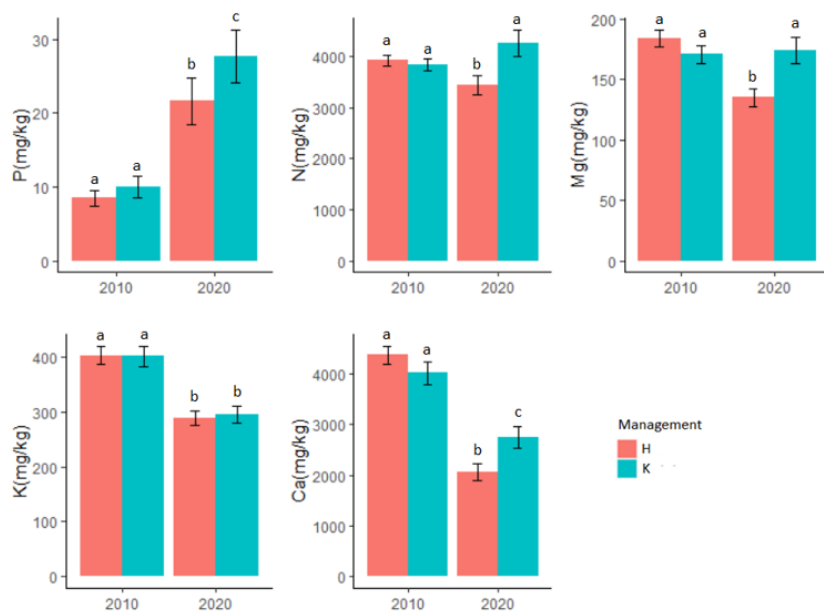 P(mg/kg)
30
20
10
0
a
a
b
c
2010
2020
N(mg/kg)
4000
3000
2000
1000
0
a
a
b
a
2010
2020
Mg(mg/kg)
200
150
100
50
0
a
a
b
a
2010
2020
K(mg/kg)
400
300
200
100
0
a
a
b
b
2010
2020
Ca(mg/kg)
4000
3000
2000
1000
0
a
a
b
c
2010
2020
Management
H
K